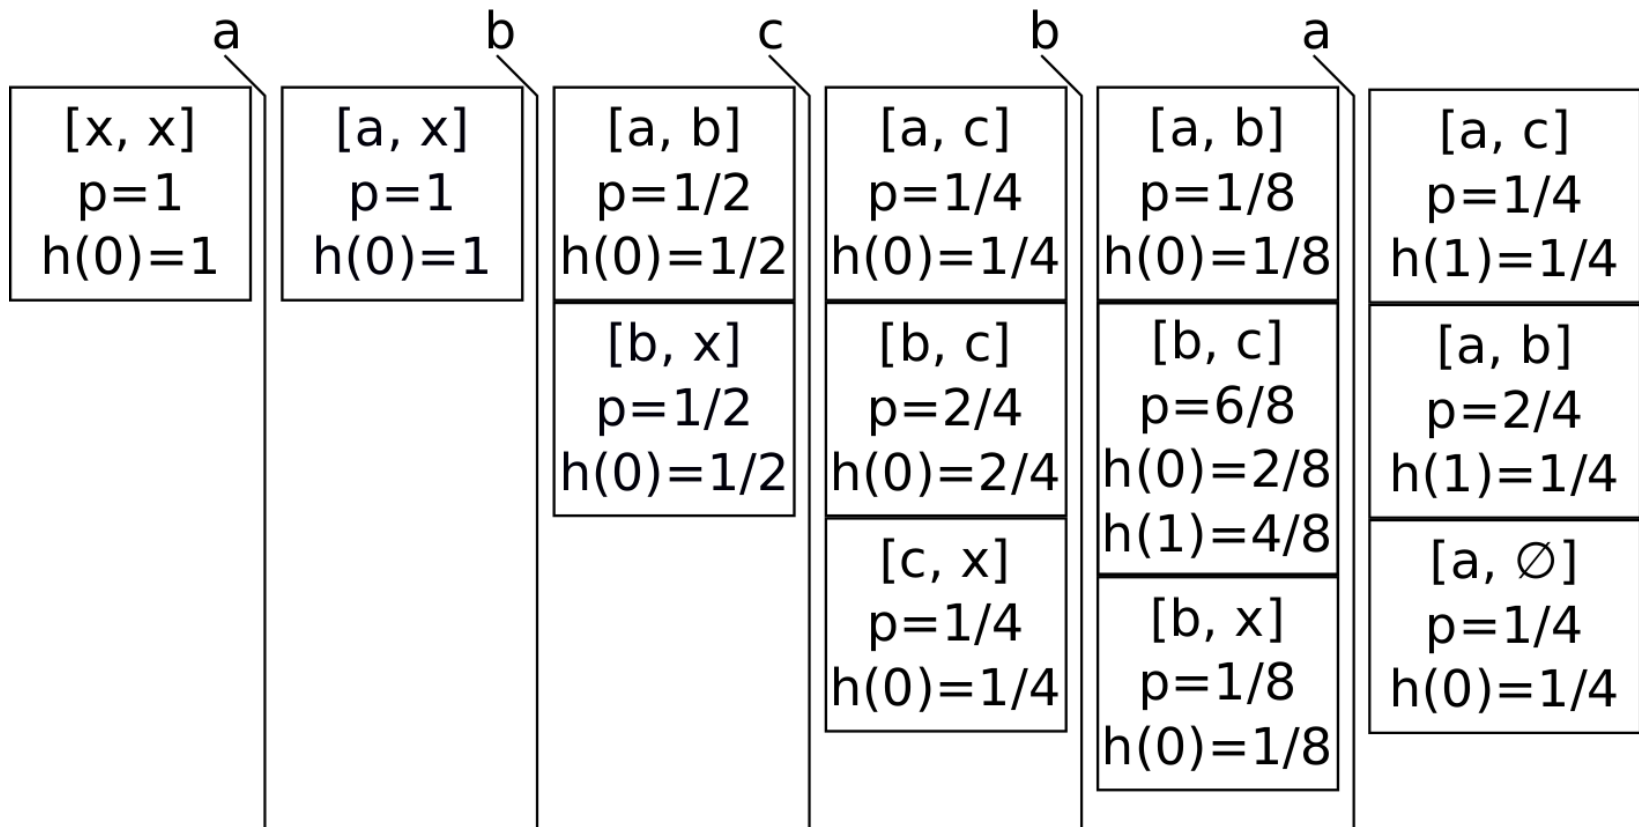 a
b
c
b
a
[x, x]
p=1
h(0)=1
[a, x]
p=1
h(0)=1
[a, b]
p=1/2
h(0)=1/2
[b, x]
p=1/2
h(0)=1/2
[a, c]
p=1/4
h(0)=1/4
[b, c]
p=2/4
h(0)=2/4
[c, x]
p=1/4
h(0)=1/4
[a, b]
p=1/8
h(0)=1/8
[b, c]
p=6/8
h(0)=2/8
h(1)=4/8
[b, x]
p=1/8
h(0)=1/8
[a, c]
p=1/4
h(1)=1/4
[a, b]
p=2/4
h(1)=1/4
[a, ∅]
p=1/4
h(0)=1/4